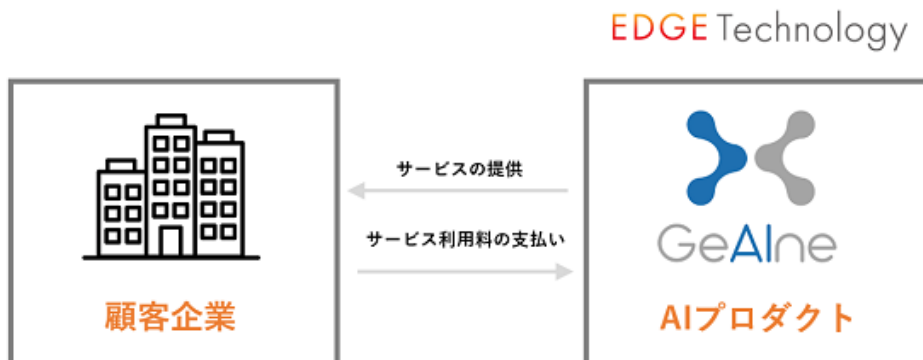 EDGE Technology
サービスの提供
サービス利用料の支払い
GeAIne
顧客企業
AIプロダクト